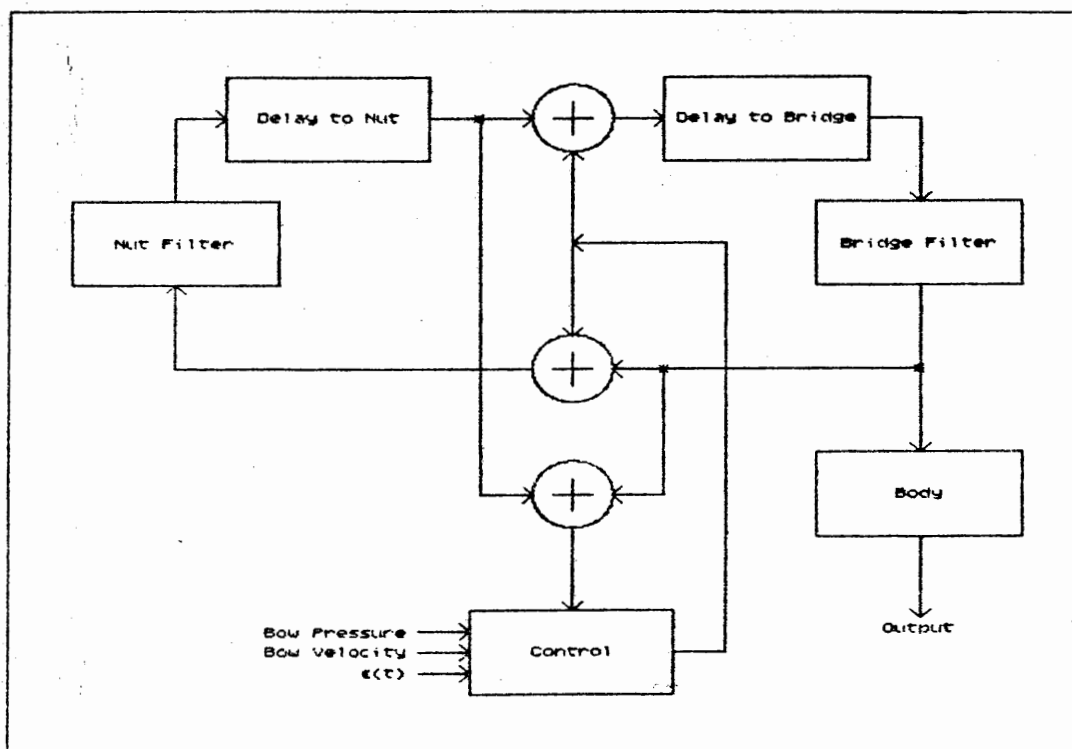 Delay to Nut
Delay to Bridge
Nut Filter
Bridge Filter
Body
Bow Pressure
Bow Velocity
Control
Output
€(t)